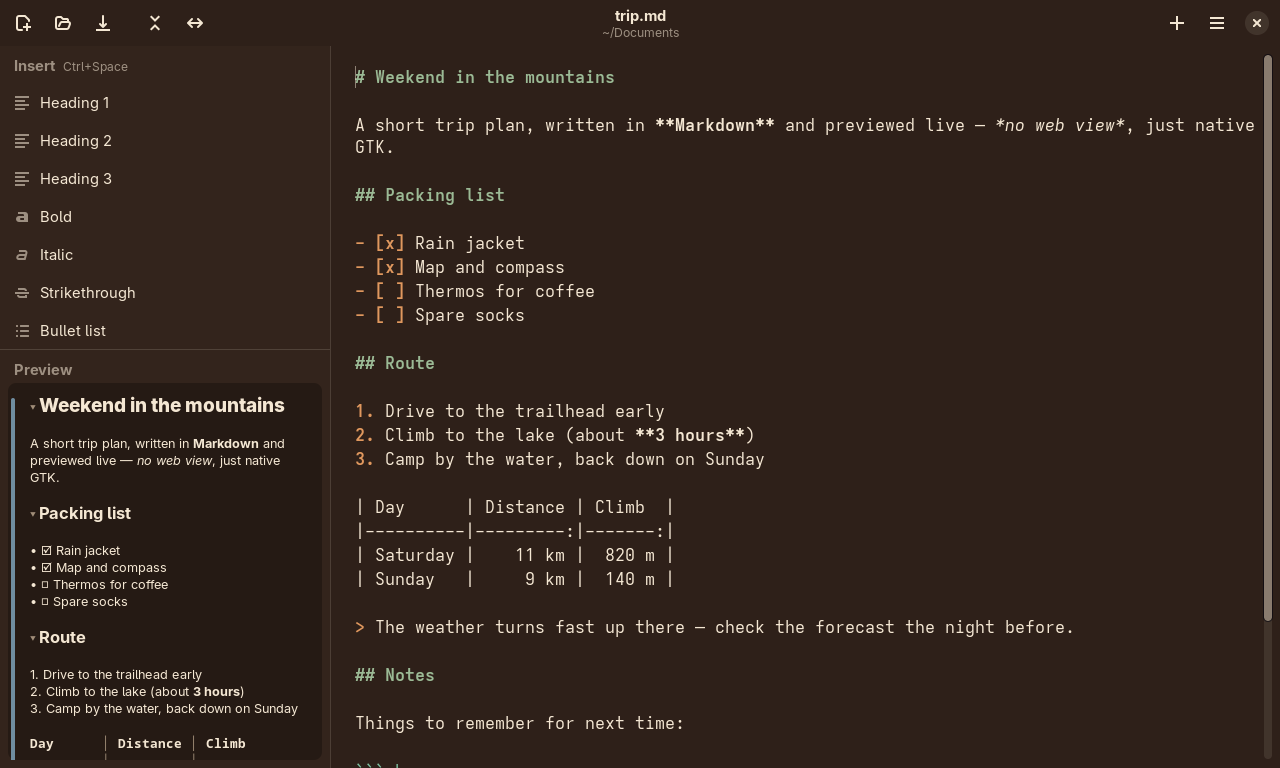 trip.md
~/Documents
Insert Ctrl+Space
Heading 1
Heading 2
Heading 3
Bold
Italic
Strikethrough
Bullet list
Preview
Weekend in the mountains
A short trip plan, written in Markdown and
previewed live — no web view, just native
GTK.
Packing list
• ☑ Rain jacket
• ☑ Map and compass
• ☐ Thermos for coffee
• ☐ Spare socks
Route
1. Drive to the trailhead early
2. Climb to the lake (about 3 hours)
3. Camp by the water, back down on Sunday
Day │ Distance │ Climb
# Weekend in the mountains
A short trip plan, written in **Markdown** and previewed live — *no web view*, just native
GTK.
## Packing list
- [x] Rain jacket
- [x] Map and compass
- [ ] Thermos for coffee
- [ ] Spare socks
## Route
1. Drive to the trailhead early
2. Climb to the lake (about **3 hours**)
3. Camp by the water, back down on Sunday
| Day      | Distance | Climb  |
|----------|---------:|-------:|
| Saturday |    11 km |  820 m |
| Sunday   |     9 km |  140 m |
> The weather turns fast up there — check the forecast the night before.
## Notes
Things to remember for next time: